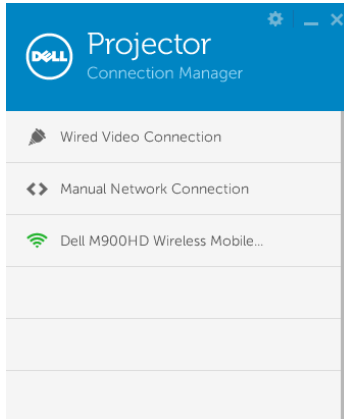 DELL
Projector
Connection Manager
Wired Video Connection
Manual Network Connection
Dell M900HD Wireless Mobile...